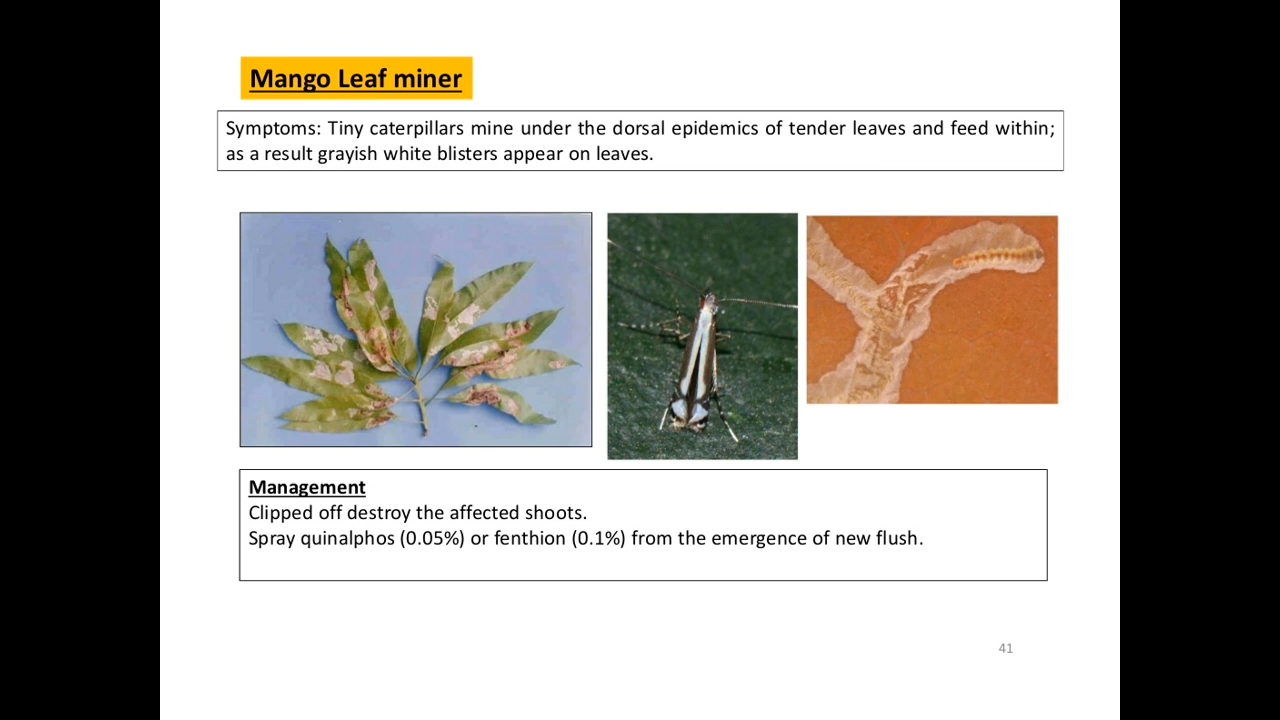 Mango Leaf miner
Symptoms: Tiny caterpillars mine under the dorsal epidemics of tender leaves and feed within;
as a result grayish white blisters appear on leaves.
Management
Clipped off destroy the affected shoots.
Spray quinalphos (0.05%) or fenthion (0.1%) from the emergence of new flush.
41